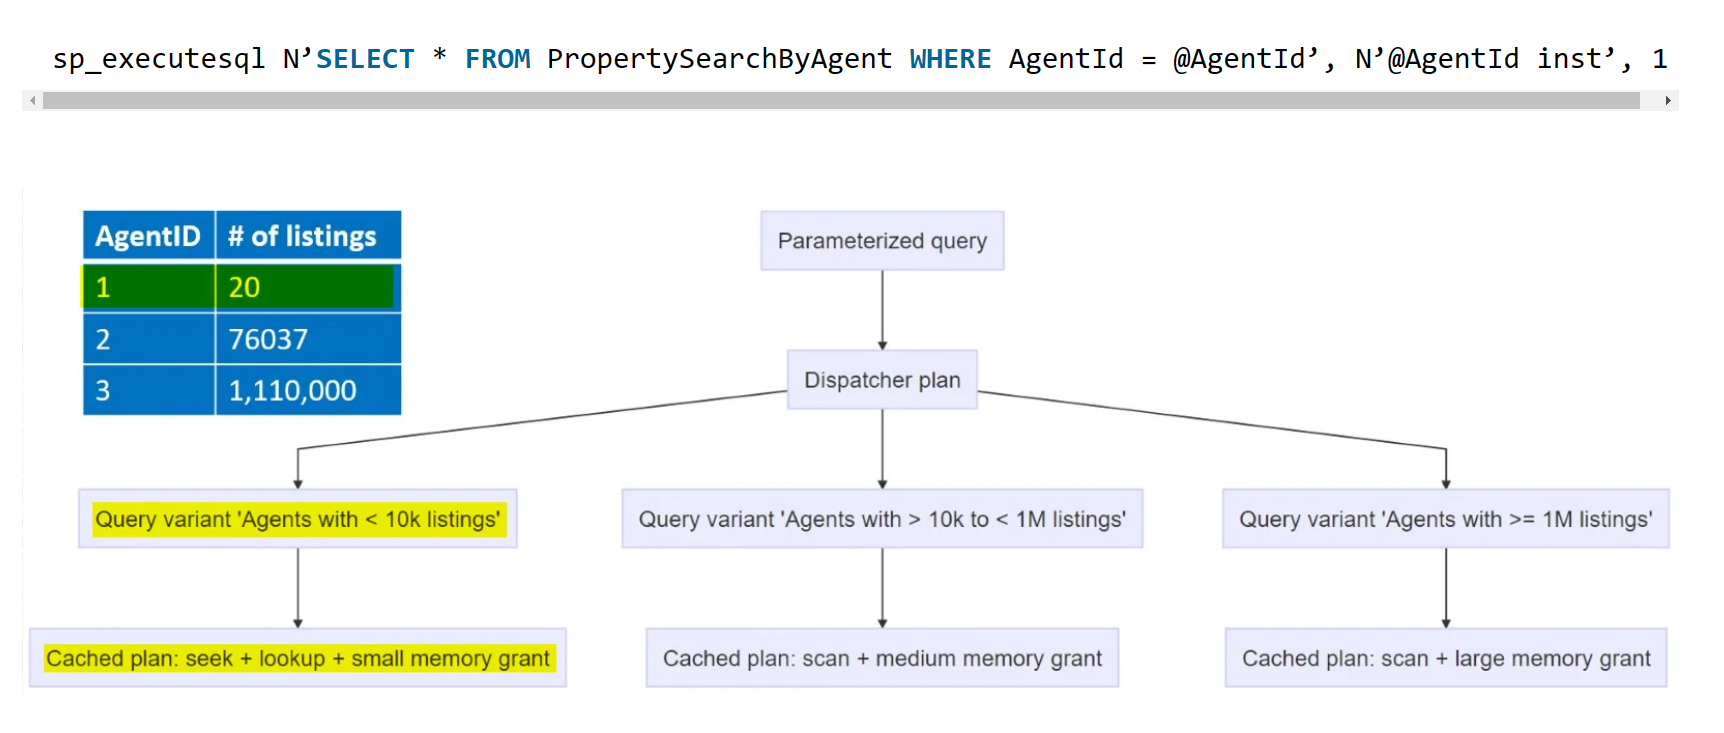 sp_executesql N’SELECT * FROM PropertySearchByAgent WHERE AgentId = @AgentId’, N’@AgentId inst’, 1
AgentID # of listings
1 20
2 76037
3 1,110,000
Parameterized query
Dispatcher plan
Query variant 'Agents with < 10k listings'
Query variant 'Agents with > 10k to < 1M listings'
Query variant 'Agents with >= 1M listings'
Cached plan: seek + lookup + small memory grant
Cached plan: scan + medium memory grant
Cached plan: scan + large memory grant